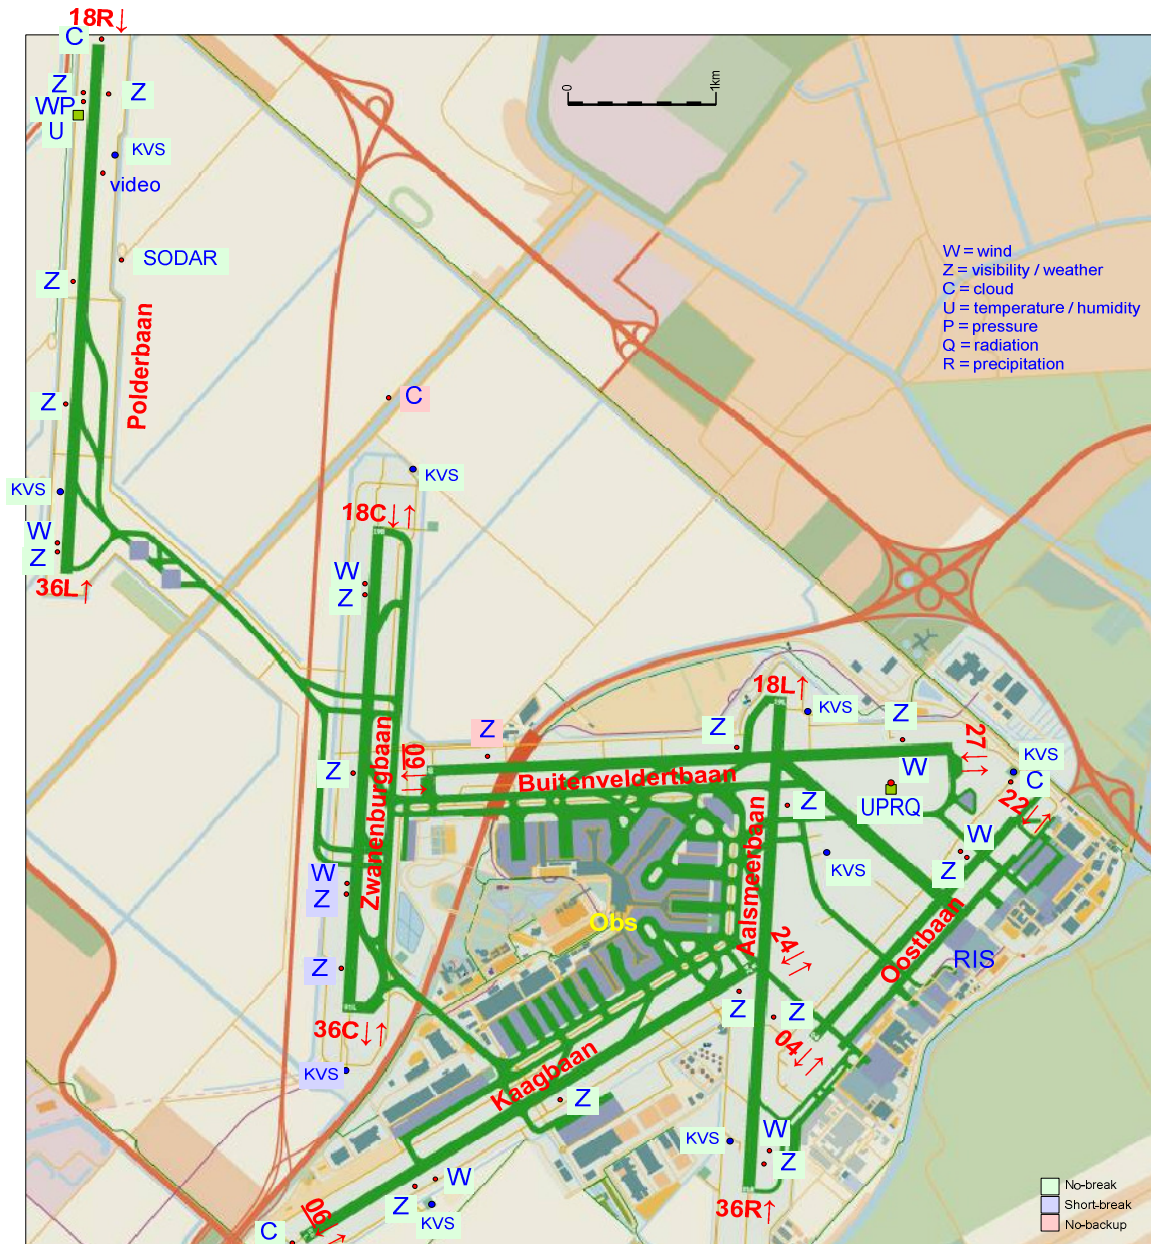 18R↓
C
Z
Z
WP
U
KVS
video
SODAR
Z
Polderbaan
Z
KVS
W
Z
36L↑
0
1km
W = wind
Z = visibility / weather
C = cloud
U = temperature / humidity
P = pressure
Q = radiation
R = precipitation
C
KVS
18C↓↑
W
Z
Z
Zwanenburgbaan
W
Z
Z
36C↓↑
KVS
09
←→
Z
Buitenveldertbaan
Z
18L↑
KVS
Z
27
←→
W
UPRQ
KVS
C
22↓↑
Z
KVS
W
Z
Aalsmeerbaan
Obs
24↓↑
Oostbaan
RIS
Z
Z
04↓↑
Kaagbaan
Z
KVS
W
Z
36R↑
W
Z
KVS
06↓↑
C
No-break
Short-break
No-backup